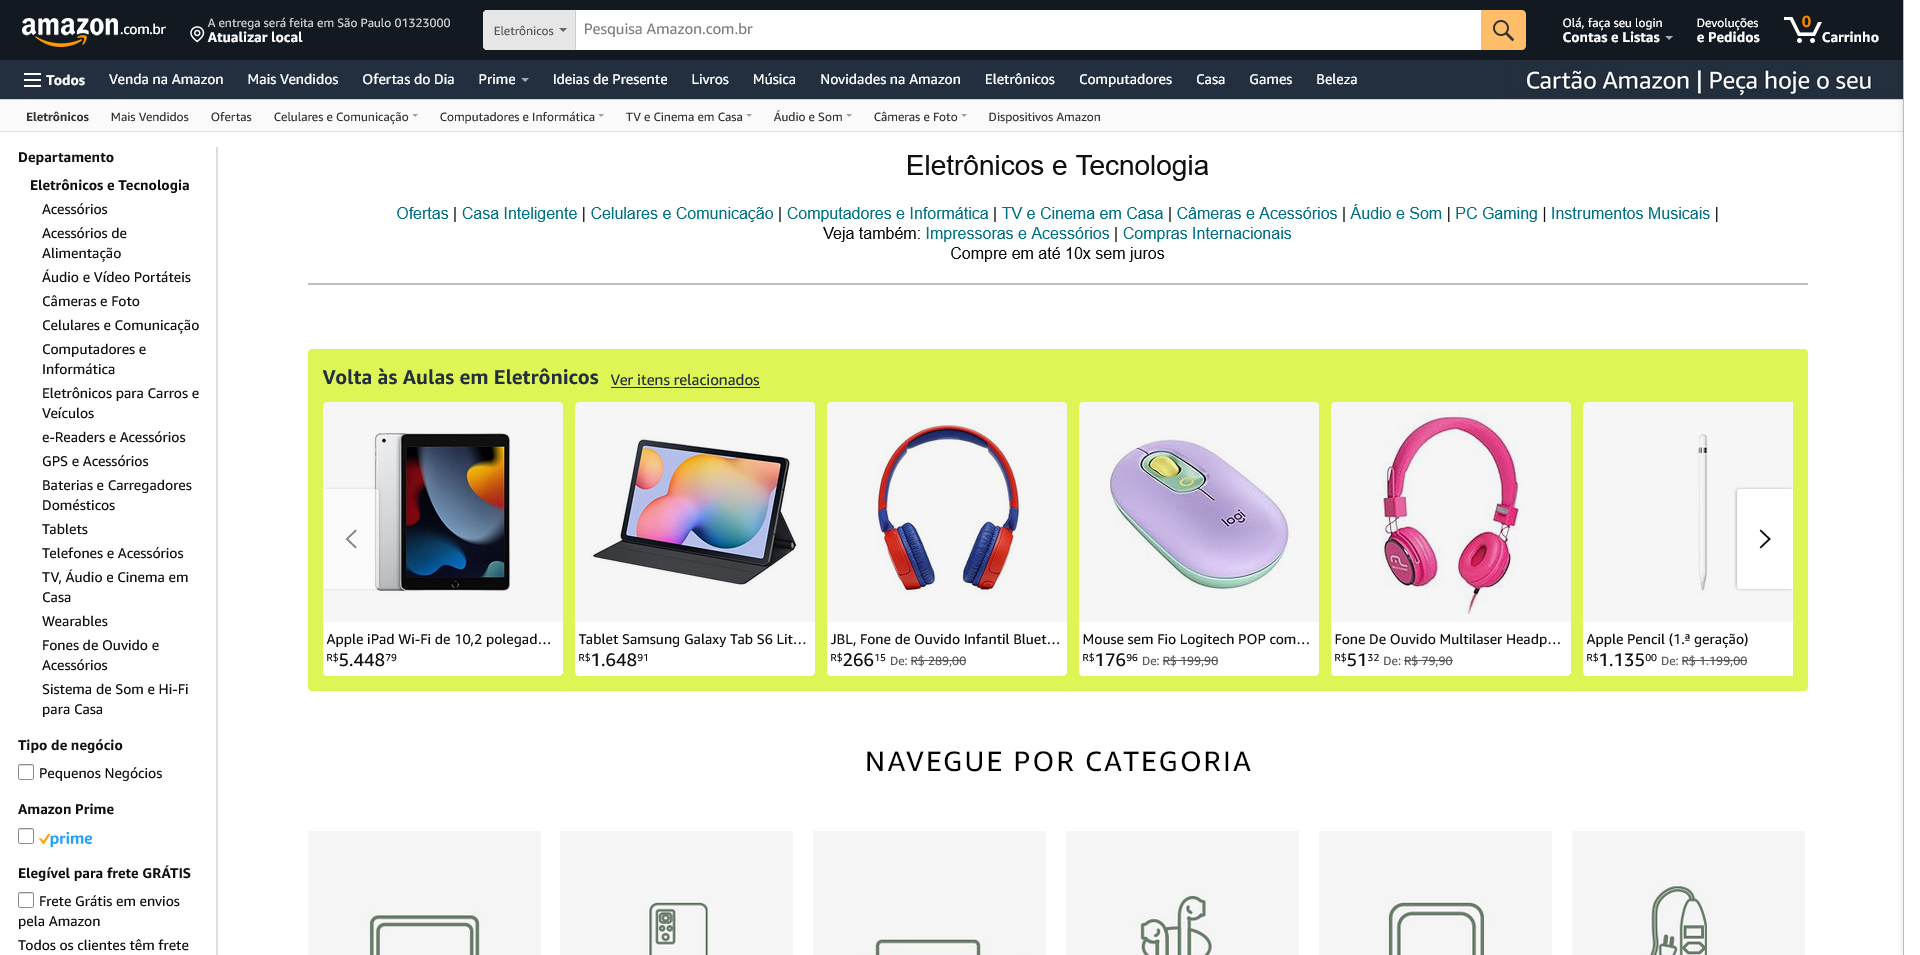 amazon.com.br
A entrega será feita em São Paulo 01323000
Atualizar local
Eletrônicos
Pesquisa Amazon.com.br
Olá, faça seu login
Contas e Listas
Devoluções
e Pedidos
0
Carrinho
Todos
Venda na Amazon
Mais Vendidos
Ofertas do Dia
Prime
Ideias de Presente
Livros
Música
Novidades na Amazon
Eletrônicos
Computadores
Casa
Games
Beleza
Cartão Amazon | Peça hoje o seu
Eletrônicos
Mais Vendidos
Ofertas
Celulares e Comunicação
Computadores e Informática
TV e Cinema em Casa
Áudio e Som
Câmeras e Foto
Dispositivos Amazon
Departamento
Eletrônicos e Tecnologia
Acessórios
Acessórios de
Alimentação
Áudio e Vídeo Portáteis
Câmeras e Foto
Celulares e Comunicação
Computadores e
Informática
Eletrônicos para Carros e
Veículos
e-Readers e Acessórios
GPS e Acessórios
Baterias e Carregadores
Domésticos
Tablets
Telefones e Acessórios
TV, Áudio e Cinema em
Casa
Wearables
Fones de Ouvido e
Acessórios
Sistema de Som e Hi-Fi
para Casa
Tipo de negócio
Pequenos Negócios
Amazon Prime
prime
Elegível para frete GRÁTIS
Frete Grátis em envios
pela Amazon
Todos os clientes têm frete
Eletrônicos e Tecnologia
Ofertas | Casa Inteligente | Celulares e Comunicação | Computadores e Informática | TV e Cinema em Casa | Câmeras e Acessórios | Áudio e Som | PC Gaming | Instrumentos Musicais |
Veja também: Impressoras e Acessórios | Compras Internacionais
Compre em até 10x sem juros
Volta às Aulas em Eletrônicos Ver itens relacionados
logi
Apple iPad Wi-Fi de 10,2 polegad...
R$5.44879
Tablet Samsung Galaxy Tab S6 Lit...
R$1.64891
JBL, Fone de Ouvido Infantil Bluet...
R$26615 De: R$ 289,00
Mouse sem Fio Logitech POP com...
R$17696 De: R$ 199,90
Fone De Ouvido Multilaser Headp...
R$5132 De: R$ 79,90
Apple Pencil (1.ª geração)
R$1.13500 De: R$ 1.199,00
NAVEGUE POR CATEGORIA